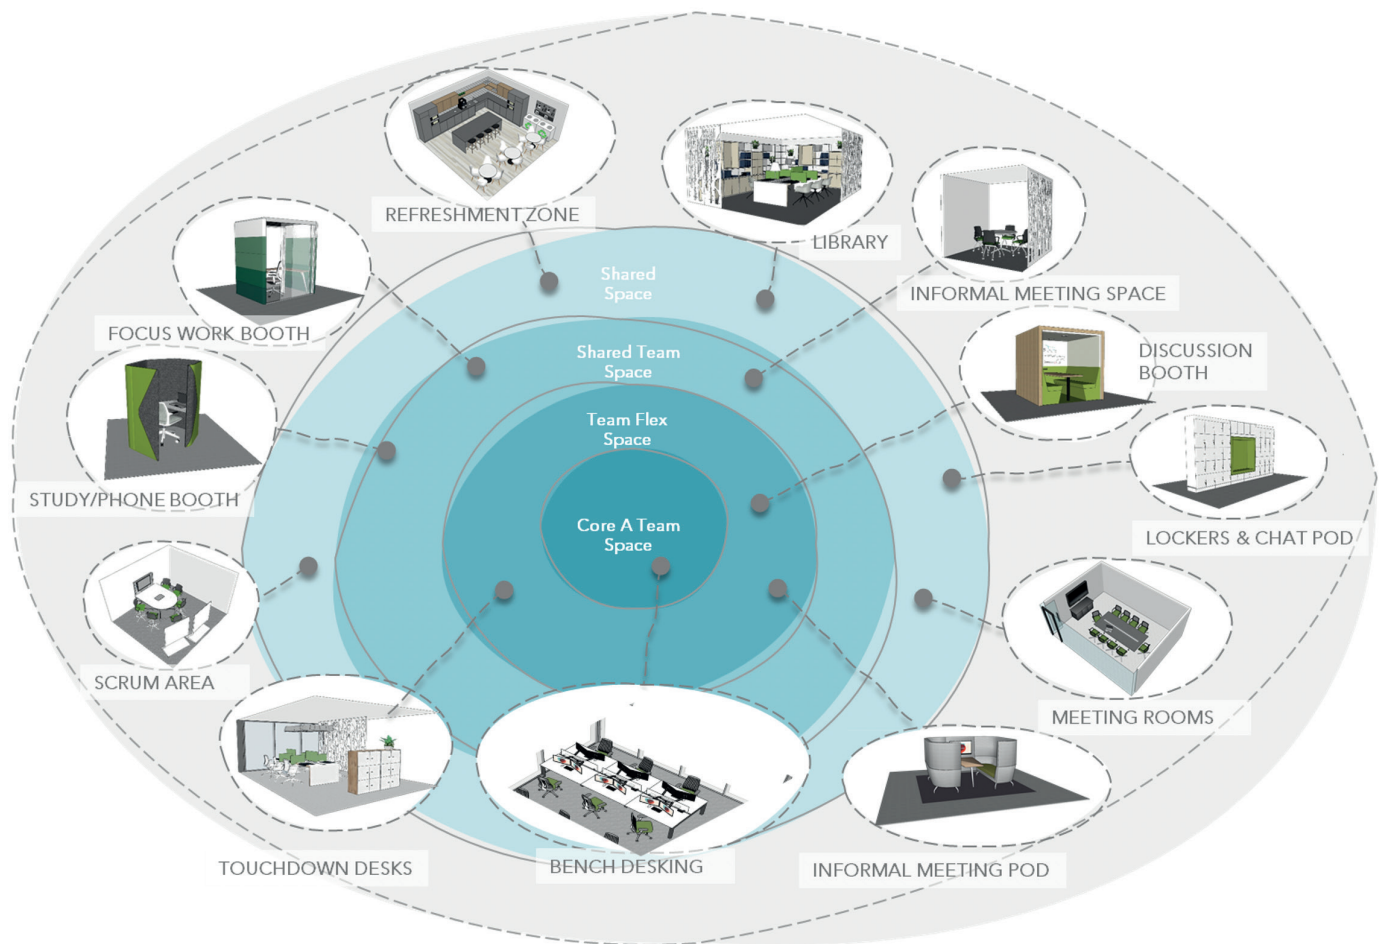 REFRESHMENT ZONE
LIBRARY
Shared
Space
INFORMAL MEETING SPACE
FOCUS WORK BOOTH
Shared Team
Space
DISCUSSION
BOOTH
Team Flex
Space
STUDY/PHONE BOOTH
Core A Team
Space
LOCKERS & CHAT POD
SCRUM AREA
MEETING ROOMS
TOUCHDOWN DESKS
BENCH DESKING
INFORMAL MEETING POD